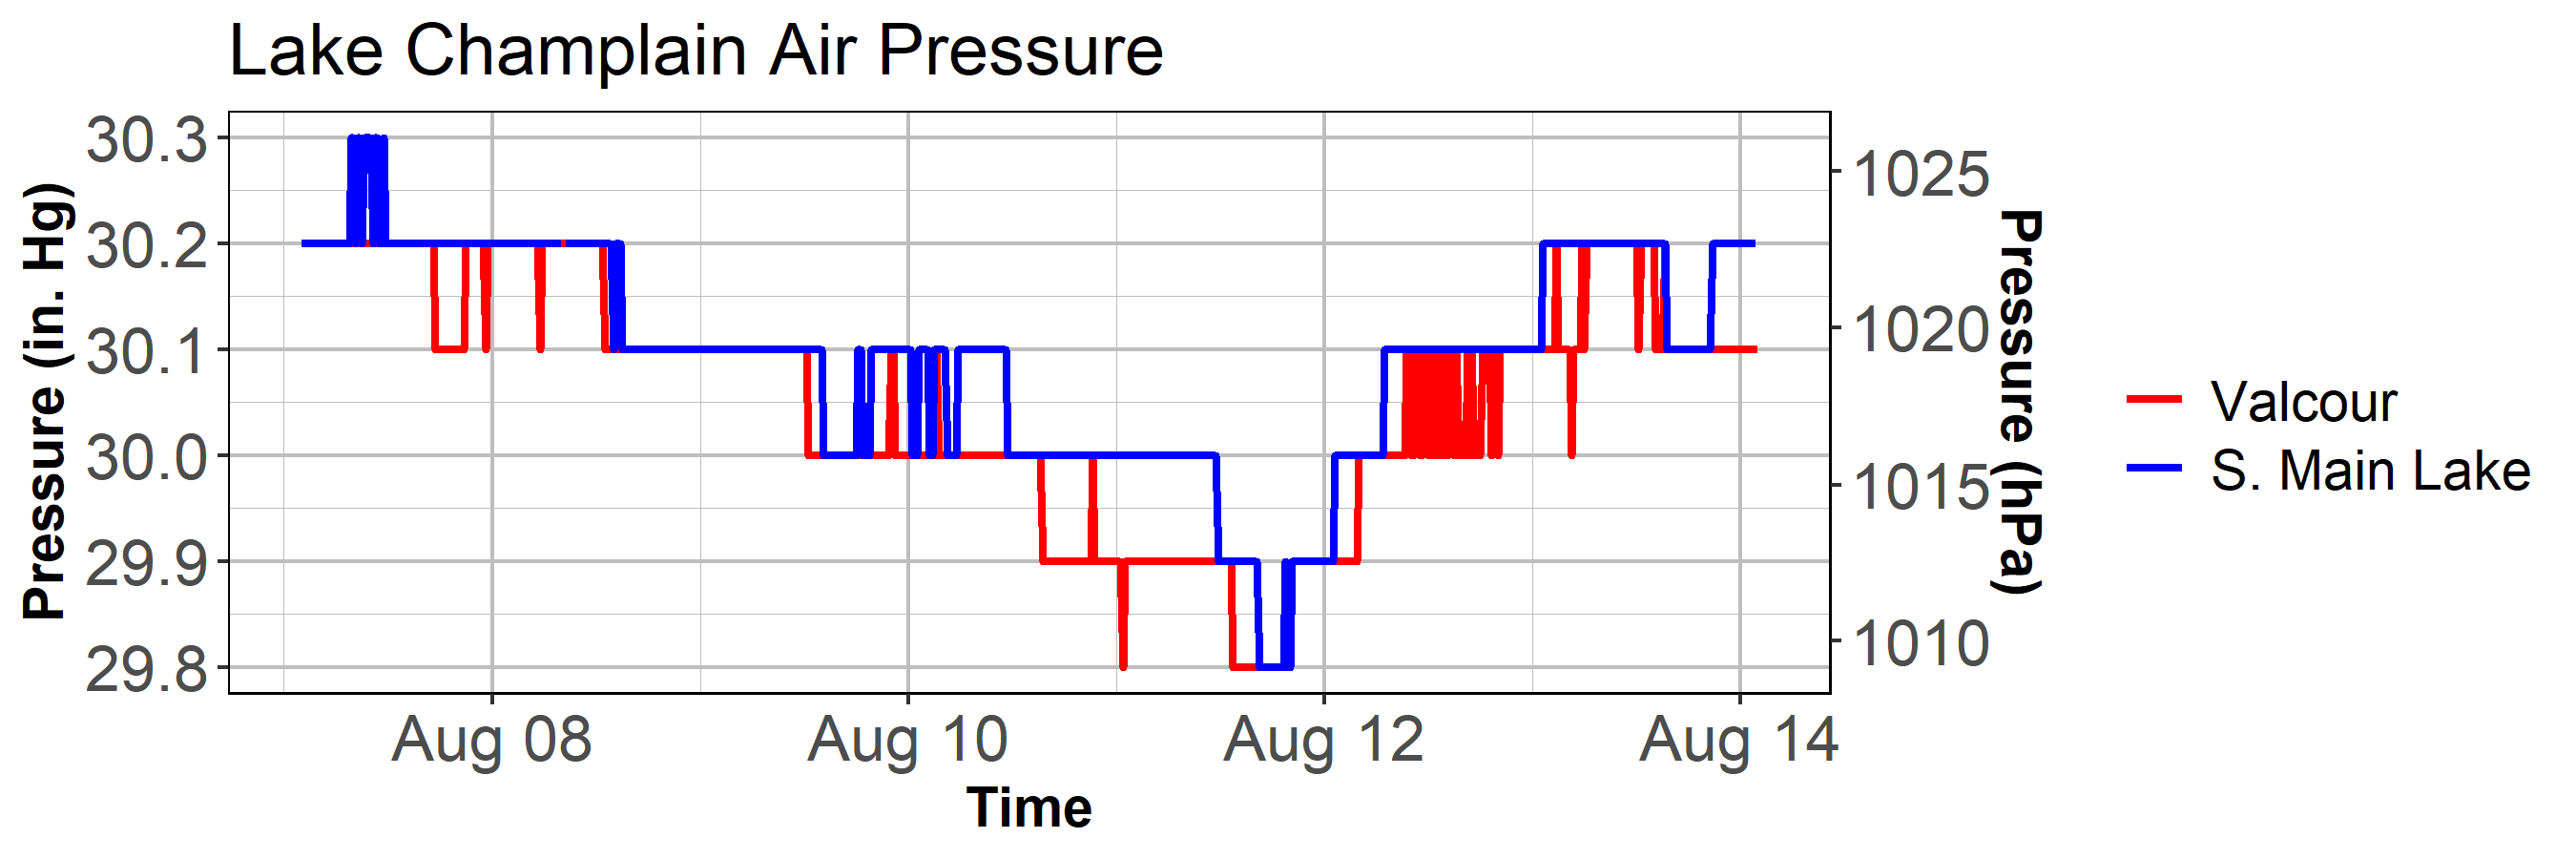 Lake Champlain Air Pressure
Pressure (in. Hg)
30.3
30.2
30.1
30.0
29.9
29.8
1025
1020
1015
1010
Pressure (hPa)
Aug 08
Aug 10
Aug 12
Aug 14
Time
Valcour
S. Main Lake